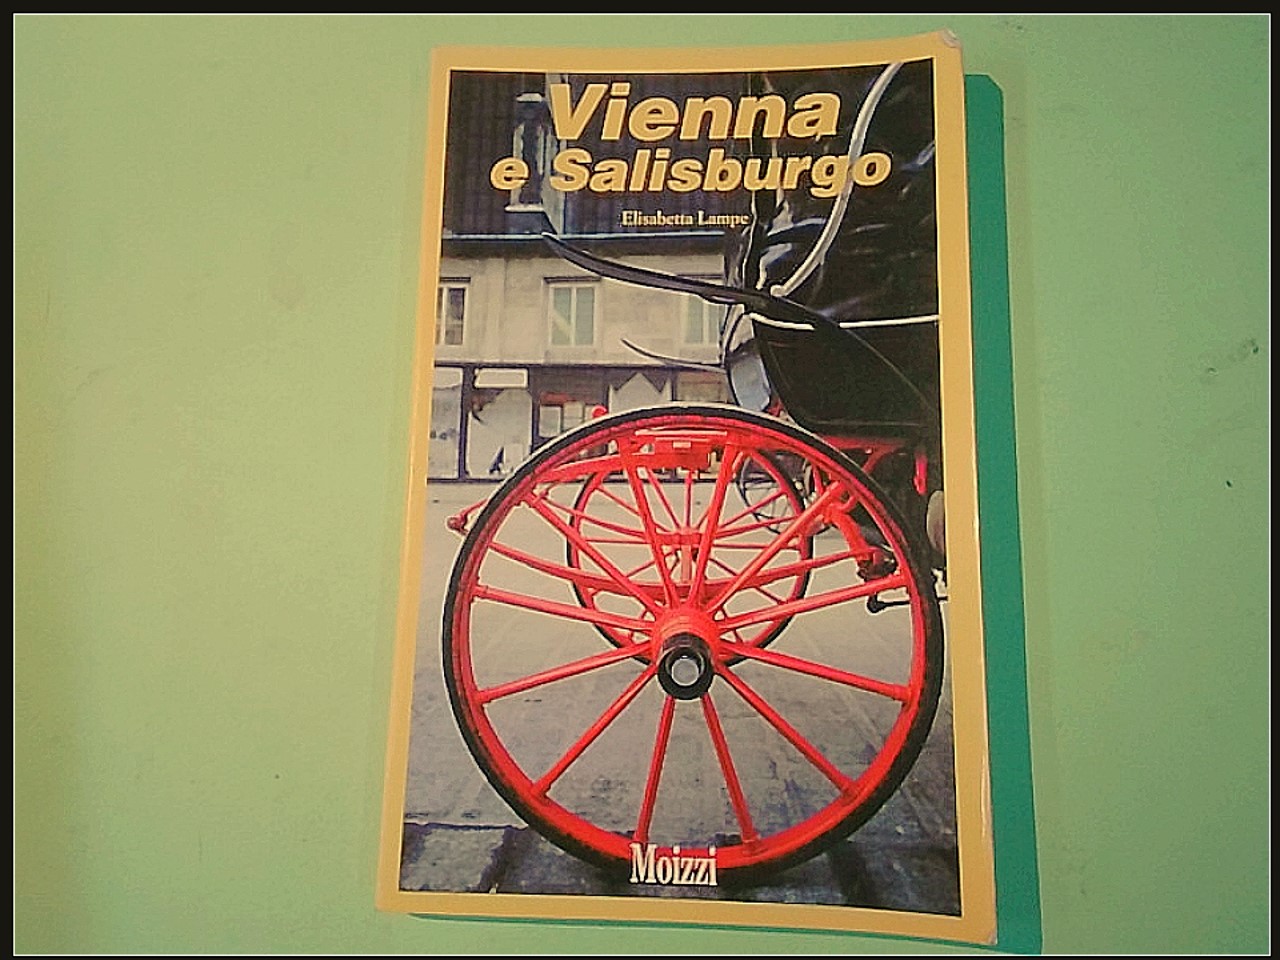 Vienna
e Salisburgo
Elisabetta Lampe
Moizzi